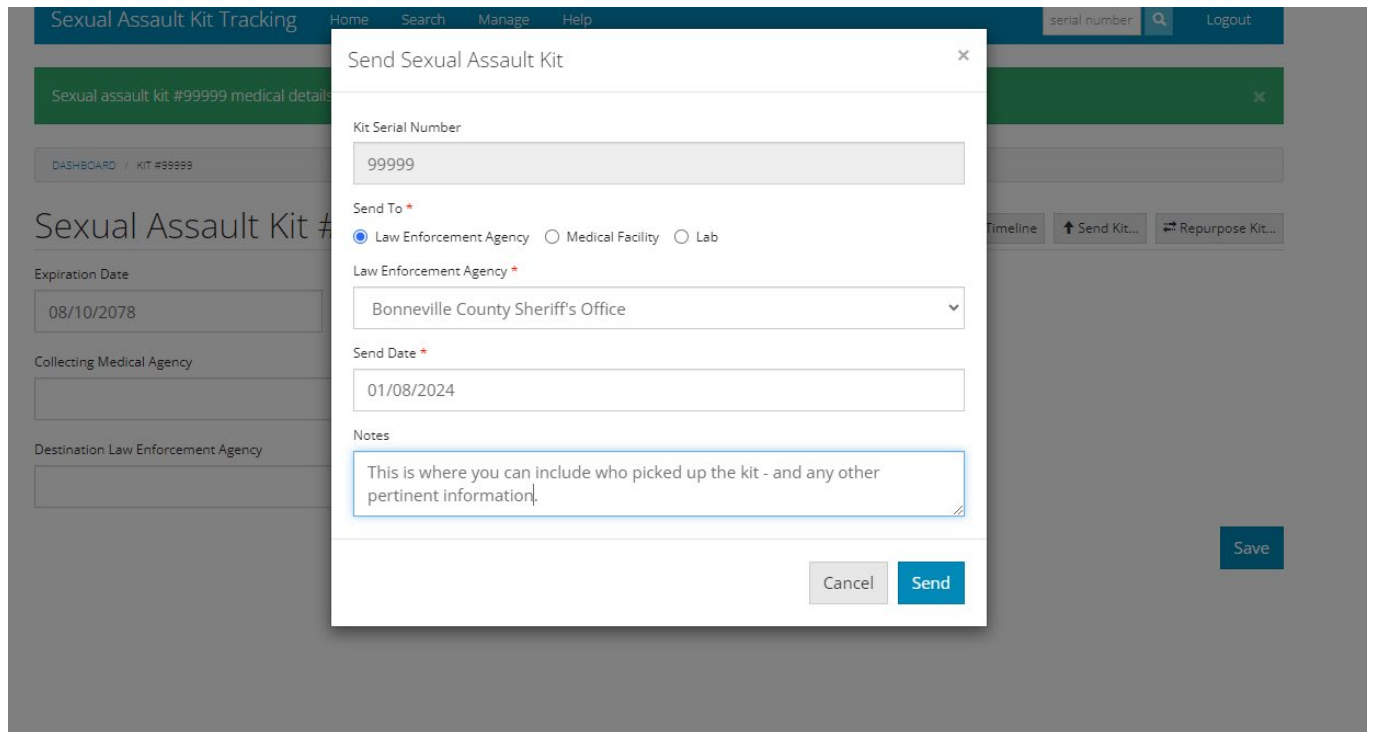 Sexual Assault Kit Tracking Home Search Manage Help serial number Logout
Send Sexual Assault Kit ×
Sexual assault kit #99999 medical details ×
Kit Serial Number
99999
DASHBOARD / KIT #99999
Send To *
Sexual Assault Kit # Timeline Send Kit... Repurpose Kit...
Law Enforcement Agency Medical Facility Lab
Expiration Date
Law Enforcement Agency *
08/10/2078
Bonneville County Sheriff's Office
Send Date *
Collecting Medical Agency
01/08/2024
Notes
Destination Law Enforcement Agency
This is where you can include who picked up the kit - and any other
pertinent information.
Save
Cancel Send